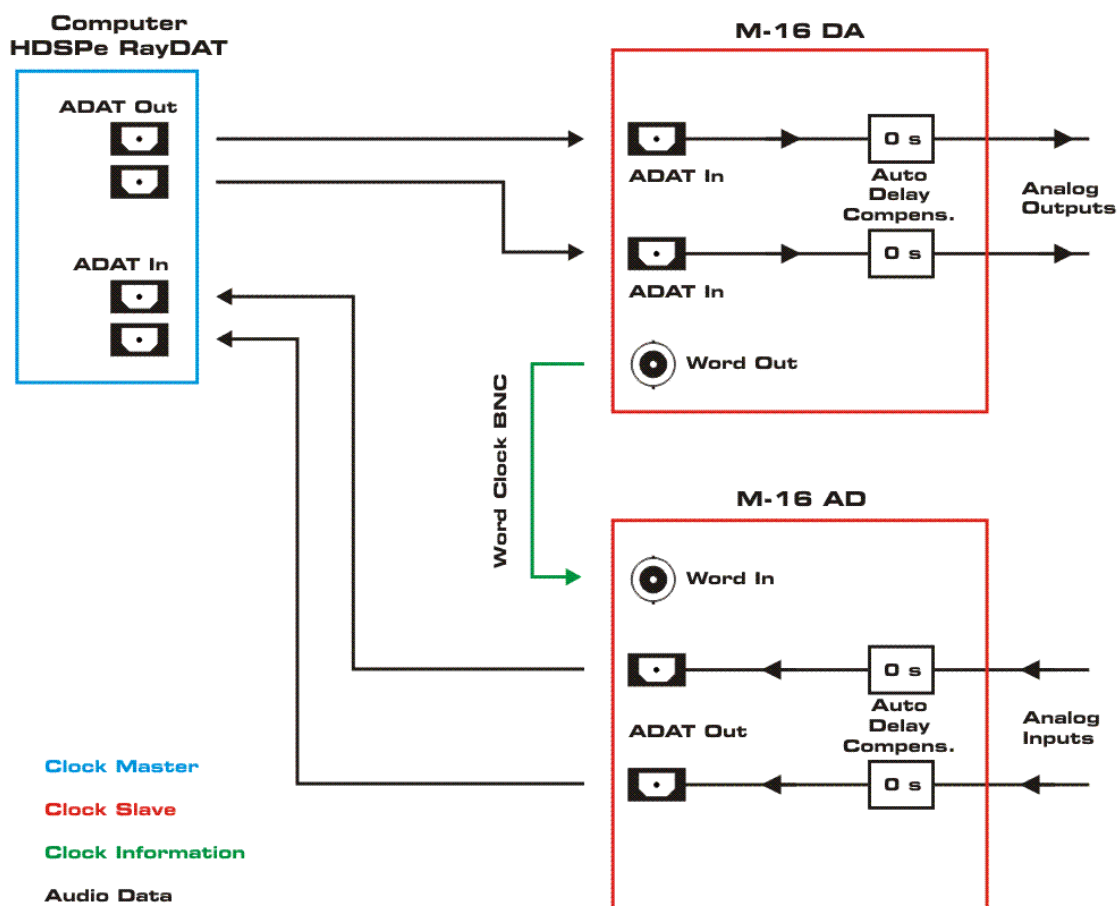 Computer
HDSPe RayDAT
ADAT Out
ADAT In
M-16 DA
ADAT In
0 s
Auto
Delay
Compens.
Analog
Outputs
ADAT In
0 s
Word Out
Word Clock BNC
M-16 AD
Word In
0 s
ADAT Out
Auto
Delay
Compens.
Analog
Inputs
0 s
Clock Master
Clock Slave
Clock Information
Audio Data